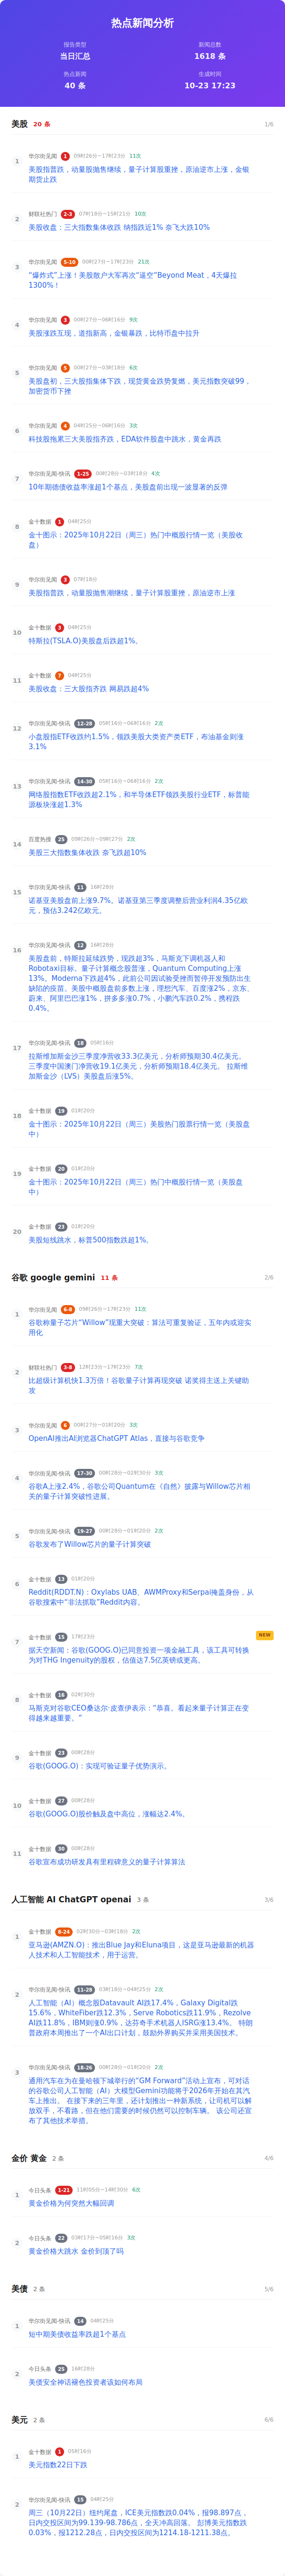 热点新闻分析
报告类型
当日汇总
新闻总数
1618 条
热点新闻
40 条
生成时间
10-23 17:23
美股 20 条 1/6
1 华尔街见闻 1 09时26分~17时23分 11次
美股指普跌，动量股抛售继续，量子计算股重挫，原油逆市上涨，金银
期货止跌
2 财联社热门 2-3 07时18分~15时21分 10次
美股收盘：三大指数集体收跌 纳指跌近1% 奈飞大跌10%
3 华尔街见闻 5-10 00时27分~17时23分 21次
“爆炸式”上涨！美股散户大军再次“逼空”Beyond Meat，4天爆拉
1300%！
4 华尔街见闻 3 00时27分~06时16分 9次
美股涨跌互现，道指新高，金银暴跌，比特币盘中拉升
5 华尔街见闻 5 00时27分~03时18分 6次
美股盘初，三大股指集体下跌，现货黄金跌势复燃，美元指数突破99，
加密货币下挫
6 华尔街见闻 4 04时25分~06时16分 3次
科技股拖累三大美股指齐跌，EDA软件股盘中跳水，黄金再跌
7 华尔街见闻-快讯 1-25 00时28分~03时18分 4次
10年期德债收益率涨超1个基点，美股盘前出现一波显著的反弹
8 金十数据 1 04时25分
金十图示：2025年10月22日（周三）热门中概股行情一览（美股收
盘）
9 华尔街见闻 3 07时18分
美股指普跌，动量股抛售潮继续，量子计算股重挫，原油逆市上涨
10 金十数据 3 04时25分
特斯拉(TSLA.O)美股盘后跌超1%。
11 金十数据 7 04时25分
美股收盘：三大股指齐跌 网易跌超4%
12 华尔街见闻-快讯 12-28 05时16分~06时16分 2次
小盘股指ETF收跌约1.5%，领跌美股大类资产类ETF，布油基金则涨
3.1%
13 华尔街见闻-快讯 14-30 05时16分~06时16分 2次
网络股指数ETF收跌超2.1%，和半导体ETF领跌美股行业ETF，标普能
源板块涨超1.3%
14 百度热搜 25 09时26分~09时27分 2次
美股三大指数集体收跌 奈飞跌超10%
15 华尔街见闻-快讯 11 16时28分
诺基亚美股盘前上涨9.7%。诺基亚第三季度调整后营业利润4.35亿欧
元，预估3.242亿欧元。
16 华尔街见闻-快讯 12 16时28分
美股盘前，特斯拉延续跌势，现跌超3%，马斯克下调机器人和
Robotaxi目标。量子计算概念股普涨，Quantum Computing上涨
13%。Moderna下跌超4%，此前公司因试验受挫而暂停开发预防出生
缺陷的疫苗。美股中概股盘前多数上涨，理想汽车、百度涨2%，京东、
蔚来、阿里巴巴涨1%，拼多多涨0.7%，小鹏汽车跌0.2%，携程跌
0.4%。
17 华尔街见闻-快讯 18 05时16分
拉斯维加斯金沙三季度净营收33.3亿美元，分析师预期30.4亿美元。
三季度中国澳门净营收19.1亿美元，分析师预期18.4亿美元。 拉斯维
加斯金沙（LVS）美股盘后涨5%。
18 金十数据 19 01时20分
金十图示：2025年10月22日（周三）美股热门股票行情一览（美股盘
中）
19 金十数据 20 01时20分
金十图示：2025年10月22日（周三）热门中概股行情一览（美股盘
中）
20 金十数据 23 01时20分
美股短线跳水，标普500指数跌超1%。
谷歌 google gemini 11 条 2/6
1 华尔街见闻 6-8 09时26分~17时23分 11次
谷歌称量子芯片“Willow”现重大突破：算法可重复验证，五年内或迎实
用化
2 财联社热门 3-8 12时23分~17时23分 7次
比超级计算机快1.3万倍！谷歌量子计算再现突破 诺奖得主送上关键助
攻
3 华尔街见闻 6 00时27分~01时20分 3次
OpenAI推出AI浏览器ChatGPT Atlas，直接与谷歌竞争
4 华尔街见闻-快讯 17-30 00时28分~02时30分 3次
谷歌A上涨2.4%，谷歌公司Quantum在《自然》披露与Willow芯片相
关的量子计算突破性进展。
5 华尔街见闻-快讯 19-27 00时28分~01时20分 2次
谷歌发布了Willow芯片的量子计算突破
6 金十数据 13 01时20分
Reddit(RDDT.N)：Oxylabs UAB、AWMProxy和Serpai掩盖身份，从
谷歌搜索中“非法抓取”Reddit内容。
7 金十数据 15 17时23分 NEW
据天空新闻：谷歌(GOOG.O)已同意投资一项金融工具，该工具可转换
为对THG Ingenuity的股权，估值达7.5亿英镑或更高。
8 金十数据 16 02时30分
马斯克对谷歌CEO桑达尔·皮查伊表示：“恭喜。看起来量子计算正在变
得越来越重要。”
9 金十数据 23 00时28分
谷歌(GOOG.O)：实现可验证量子优势演示。
10 金十数据 27 00时28分
谷歌(GOOG.O)股价触及盘中高位，涨幅达2.4%。
11 金十数据 30 00时28分
谷歌宣布成功研发具有里程碑意义的量子计算算法
人工智能 AI ChatGPT openai 3 条 3/6
1 金十数据 8-24 02时30分~03时18分 2次
亚马逊(AMZN.O)：推出Blue Jay和Eluna项目，这是亚马逊最新的机器
人技术和人工智能技术，用于运营。
2 华尔街见闻-快讯 11-28 03时18分~04时25分 2次
人工智能（AI）概念股Datavault AI跌17.4%，Galaxy Digital跌
15.6%，WhiteFiber跌12.3%，Serve Robotics跌11.9%，Rezolve
AI跌11.8%，IBM则涨0.9%，达芬奇手术机器人ISRG涨13.4%。 特朗
普政府本周推出了一个AI出口计划，鼓励外界购买并采用美国技术。
3 华尔街见闻-快讯 18-26 00时28分~01时20分 2次
通用汽车在为在曼哈顿下城举行的“GM Forward”活动上宣布，可对话
的谷歌公司人工智能（AI）大模型Gemini功能将于2026年开始在其汽
车上推出。 在接下来的三年里，还计划推出一种新系统，让司机可以解
放双手，不看路，但在他们需要的时候仍然可以控制车辆。 该公司还宣
布了其他技术举措。
金价 黄金 2 条 4/6
1 今日头条 1-21 11时05分~14时30分 6次
黄金价格为何突然大幅回调
2 今日头条 22 03时17分~05时16分 3次
黄金价格大跳水 金价到顶了吗
美债 2 条 5/6
1 华尔街见闻-快讯 14 04时25分
短中期美债收益率跌超1个基点
2 今日头条 25 16时28分
美债安全神话褪色投资者该如何布局
美元 2 条 6/6
1 金十数据 1 05时16分
美元指数22日下跌
2 华尔街见闻-快讯 15 04时25分
周三（10月22日）纽约尾盘，ICE美元指数跌0.04%，报98.897点，
日内交投区间为99.139-98.786点，全天冲高回落。 彭博美元指数跌
0.03%，报1212.28点，日内交投区间为1214.18-1211.38点。